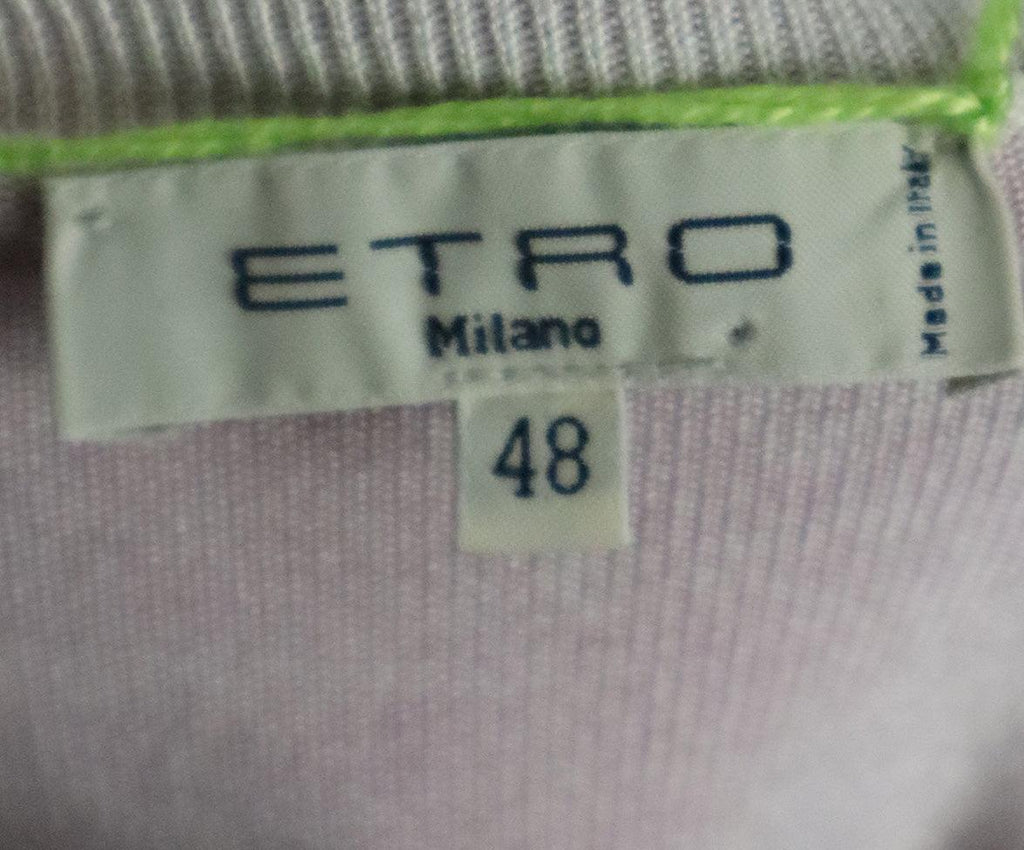 ETRO
Milano
48
Made in Italy